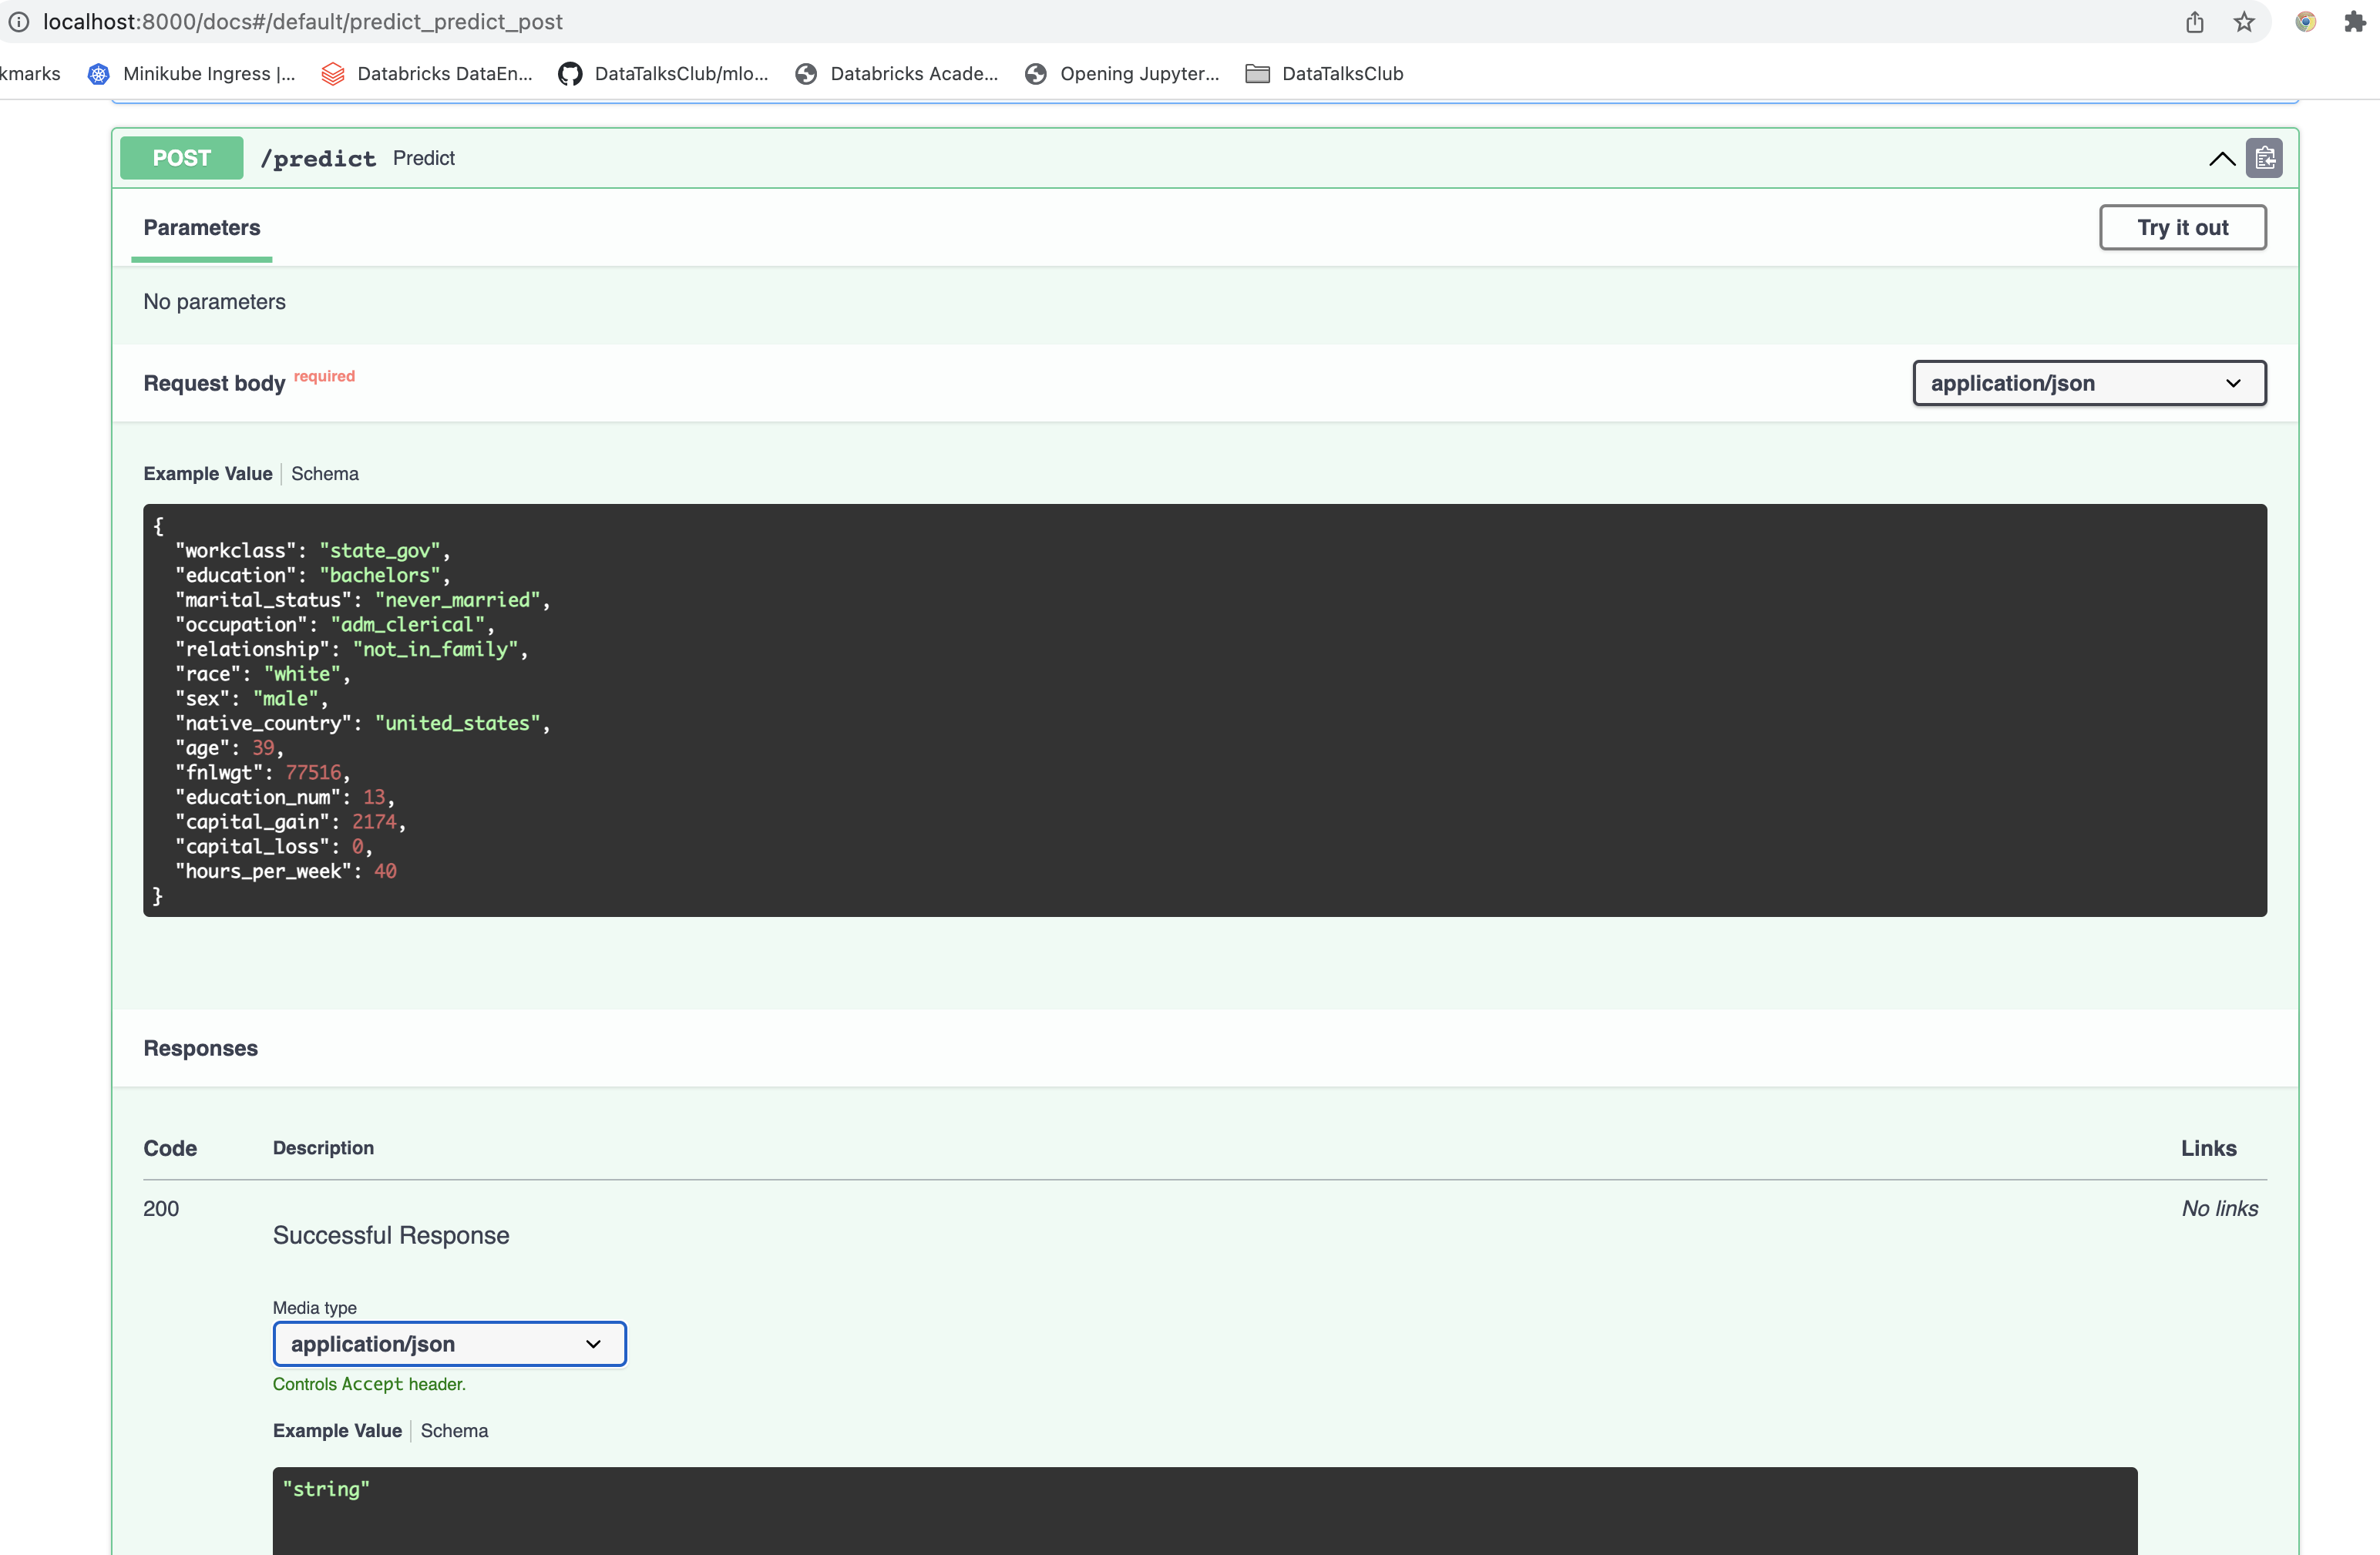 localhost:8000/docs#/default/predict_predict_post
kmarks Minikube Ingress |... Databricks DataEn... DataTalksClub/mlo... Databricks Acade... Opening Jupyter... DataTalksClub
POST /predict Predict
Parameters Try it out
No parameters
Request body required application/json
Example Value Schema
{
"workclass": "state_gov",
"education": "bachelors",
"marital_status": "never_married",
"occupation": "adm_clerical",
"relationship": "not_in_family",
"race": "white",
"sex": "male",
"native_country": "united_states",
"age": 39,
"fnlwgt": 77516,
"education_num": 13,
"capital_gain": 2174,
"capital_loss": 0,
"hours_per_week": 40
}
Responses
Code Description Links
200 No links
Successful Response
Media type
application/json
Controls Accept header.
Example Value Schema
"string"